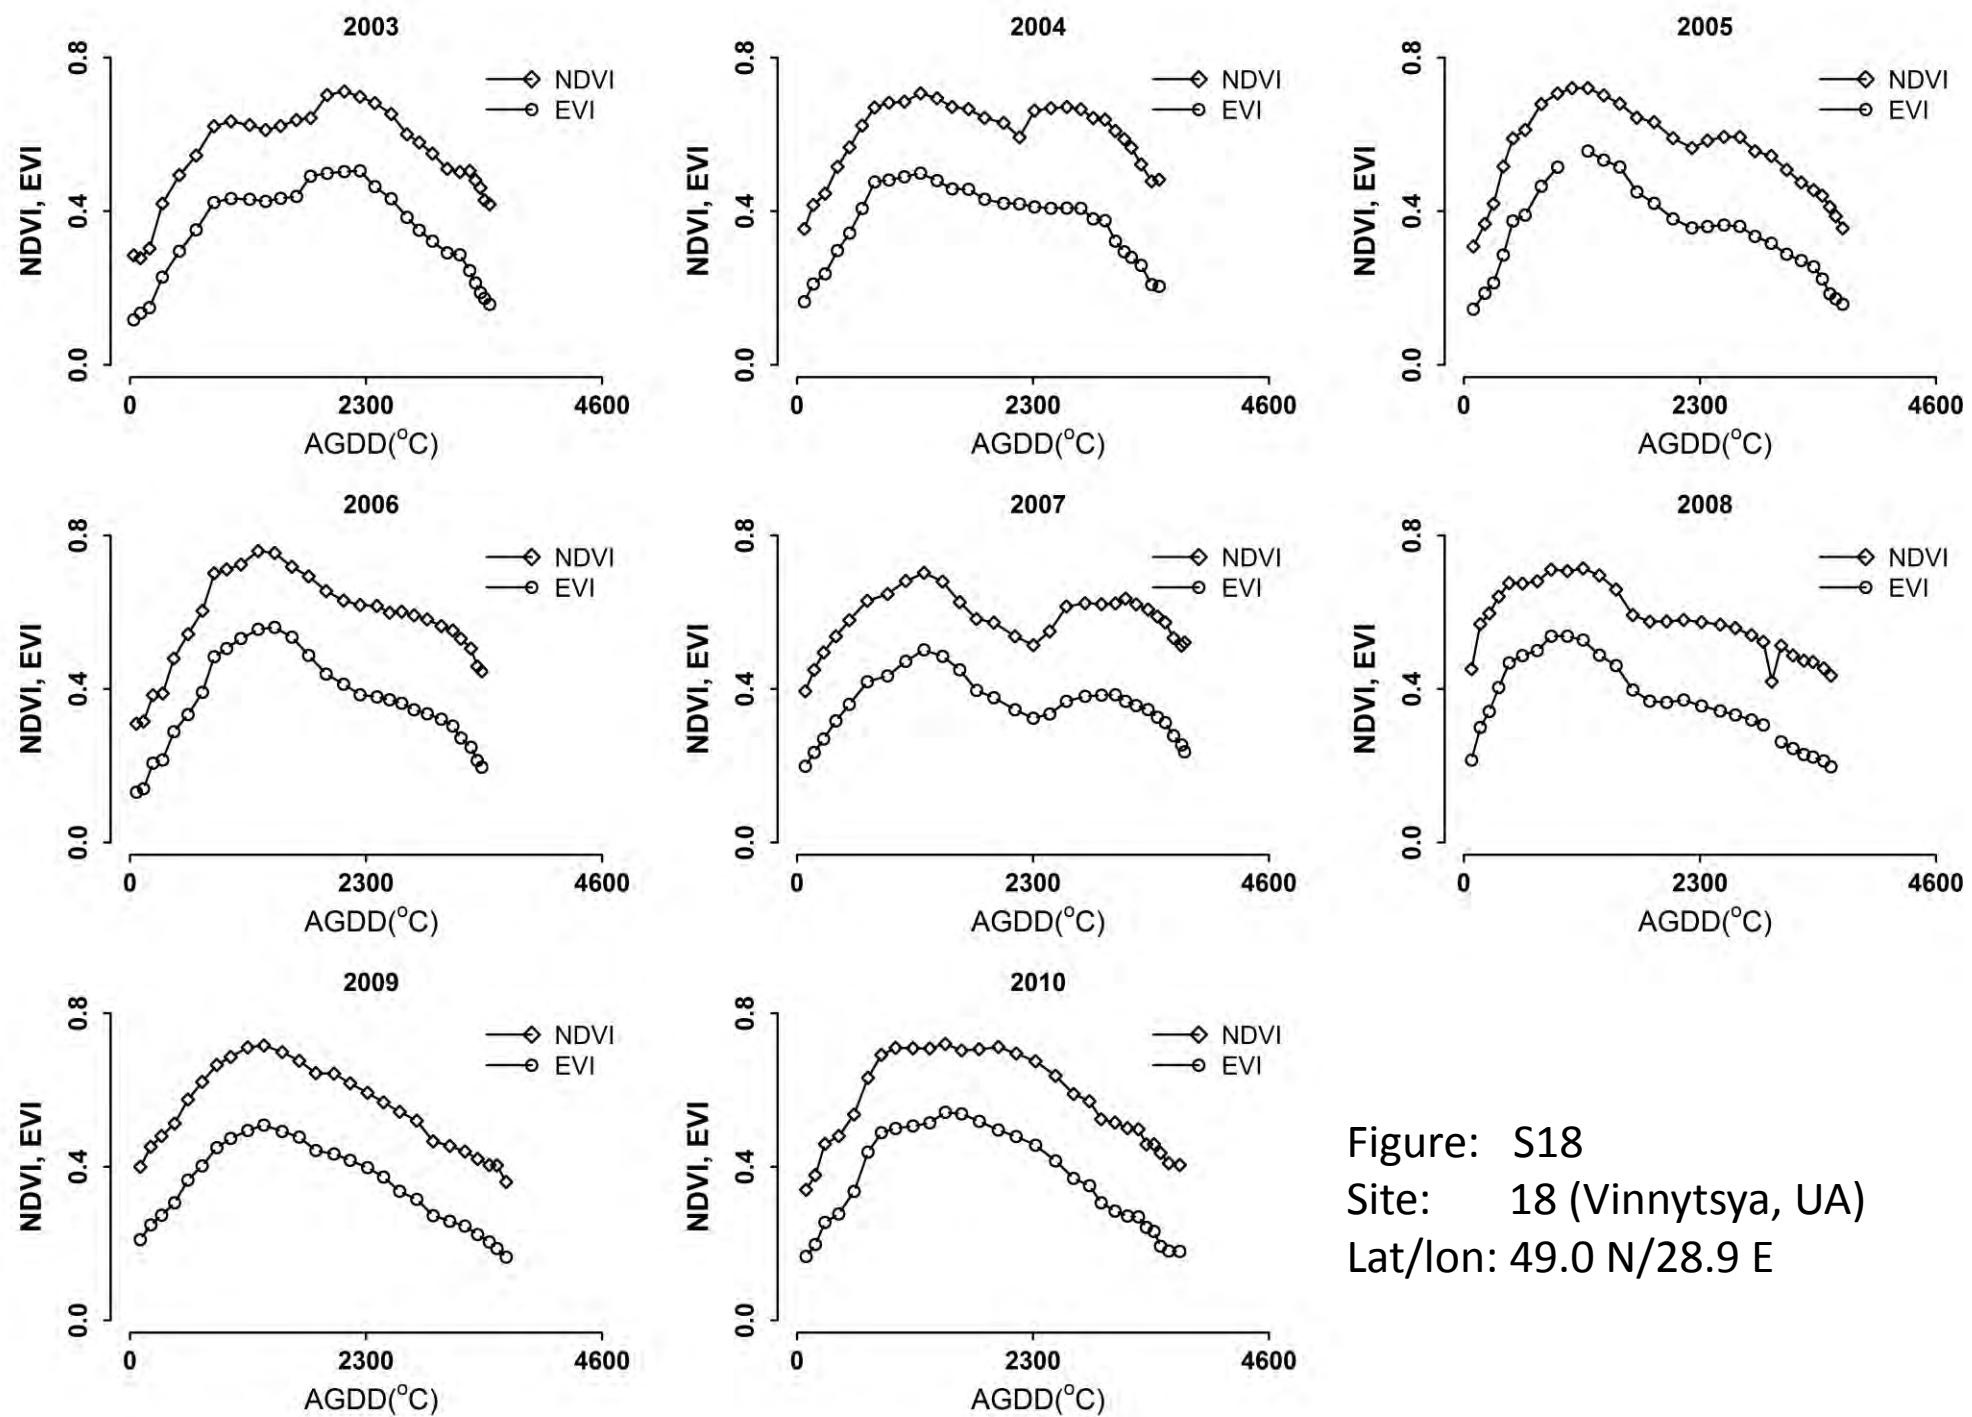 2003
0.8
0.4
0.0
NDVI, EVI
NDVI
EVI
0 2300 4600
AGDD(°C)
2004
0.8
0.4
0.0
NDVI, EVI
NDVI
EVI
0 2300 4600
AGDD(°C)
2005
0.8
0.4
0.0
NDVI, EVI
NDVI
EVI
0 2300 4600
AGDD(°C)
2006
0.8
0.4
0.0
NDVI, EVI
NDVI
EVI
0 2300 4600
AGDD(°C)
2007
0.8
0.4
0.0
NDVI, EVI
NDVI
EVI
0 2300 4600
AGDD(°C)
2008
0.8
0.4
0.0
NDVI, EVI
NDVI
EVI
0 2300 4600
AGDD(°C)
2009
0.8
0.4
0.0
NDVI, EVI
NDVI
EVI
0 2300 4600
AGDD(°C)
2010
0.8
0.4
0.0
NDVI, EVI
NDVI
EVI
0 2300 4600
AGDD(°C)
Figure: S18
Site: 18 (Vinnytsya, UA)
Lat/lon: 49.0 N/28.9 E